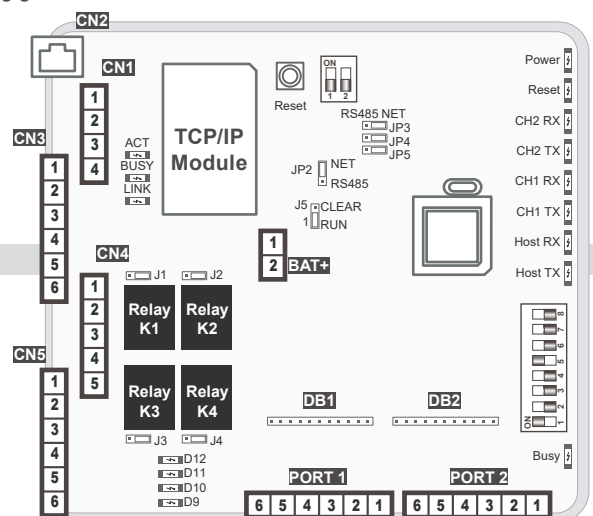 CN2
CN1
1
2
3
4
CN3
1
2
3
4
5
6
ACT
BUSY
LINK
TCP/IP
Module
Reset
ON
1 2
RS485 NET
JP3
JP4
JP5
JP2
NET
RS485
J5
CLEAR
1
RUN
1
2
BAT+
Power
Reset
CH2 RX
CH2 TX
CH1 RX
CH1 TX
Host RX
Host TX
CN4
1
2
3
4
5
J1
J2
Relay
K1
Relay
K2
Relay
K3
Relay
K4
J3
J4
D12
D11
D10
D9
CN5
1
2
3
4
5
6
DB1
DB2
8
7
6
5
4
3
2
1
ON
Busy
PORT 1
6 5 4 3 2 1
PORT 2
6 5 4 3 2 1